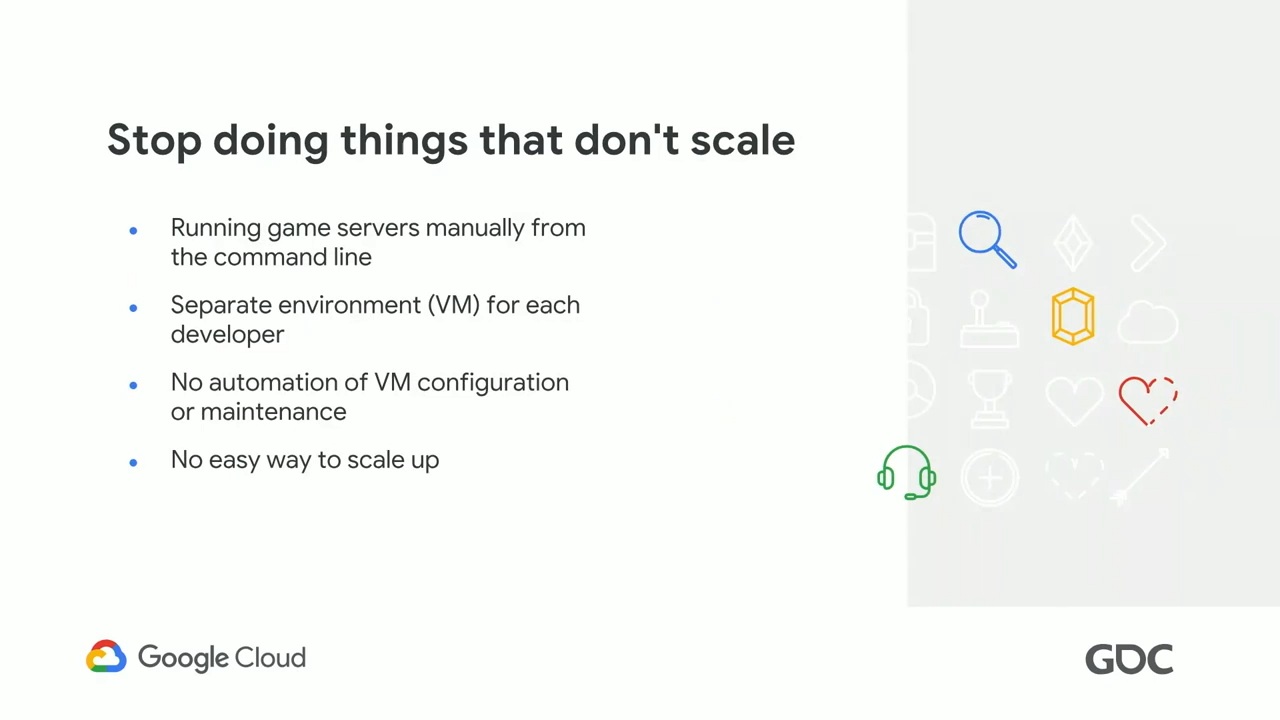 Stop doing things that don't scale
Running game servers manually from
the command line
Separate environment (VM) for each
developer
No automation of VM configuration
or maintenance
No easy way to scale up
Google Cloud
GDC